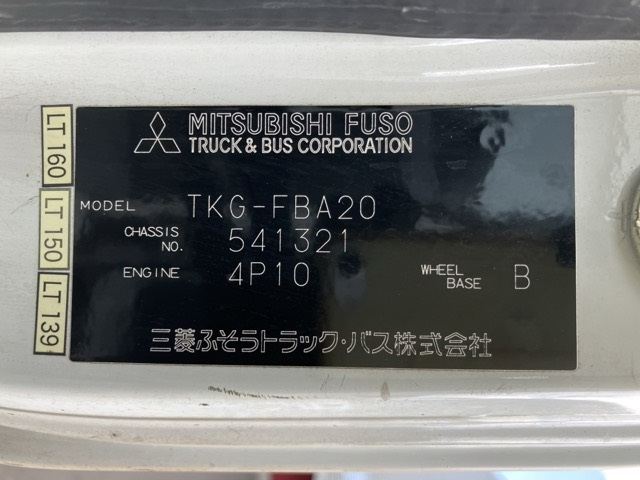 MITSUBISHI FUSO
TRUCK & BUS CORPORATION
MODEL TKG-FBA20
CHASSIS NO. 541321
ENGINE 4P10 WHEEL BASE B
三菱ふそうトラック・バス株式会社
LT 160
LT 150
LT 139